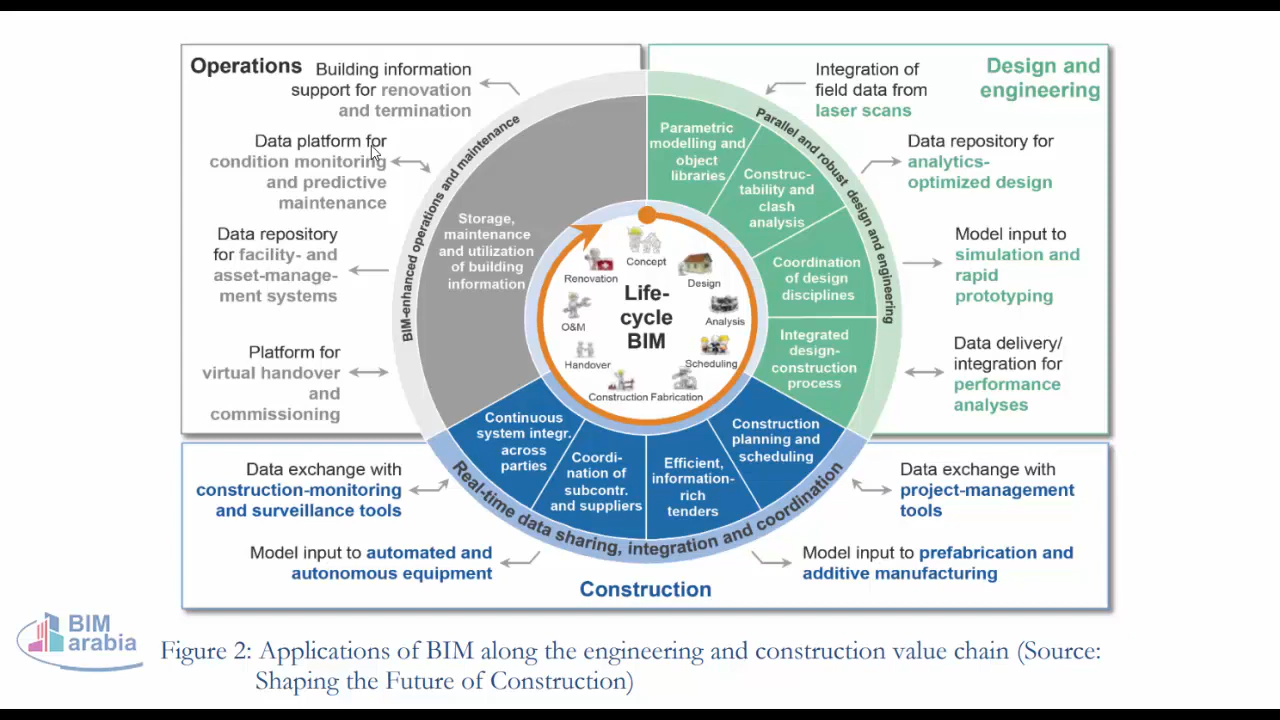 Operations
Building information
support for renovation
and termination
Data platform for
condition monitoring
and predictive
maintenance
Data repository
for facility- and
asset-manage-
ment systems
Platform for
virtual handover
and
commissioning
BIM-enhanced operations and maintenance
Storage,
maintenance
and utilization
of building
information
Design and
engineering
Integration of
field data from
laser scans
Data repository for
analytics-
optimized design
Model input to
simulation and
rapid
prototyping
Data delivery/
integration for
performance
analyses
Parallel and robust design and engineering
Parametric
modelling and
object
libraries
Construc-
tability and
clash
analysis
Coordination
of design
disciplines
Integrated
design-
construction
process
Life-
cycle
BIM
Concept
Design
Analysis
Scheduling
Fabrication
Construction
Handover
O&M
Renovation
Construction
planning and
scheduling
Efficient,
information-
rich
tenders
Coordi-
nation of
subcontr.
and suppliers
Continuous
system integr.
across
parties
Real-time data sharing, integration and coordination
Data exchange with
construction-monitoring
and surveillance tools
Model input to automated and
autonomous equipment
Data exchange with
project-management
tools
Model input to prefabrication and
additive manufacturing
Construction
BIM
arabia
Figure 2: Applications of BIM along the engineering and construction value chain (Source:
Shaping the Future of Construction)